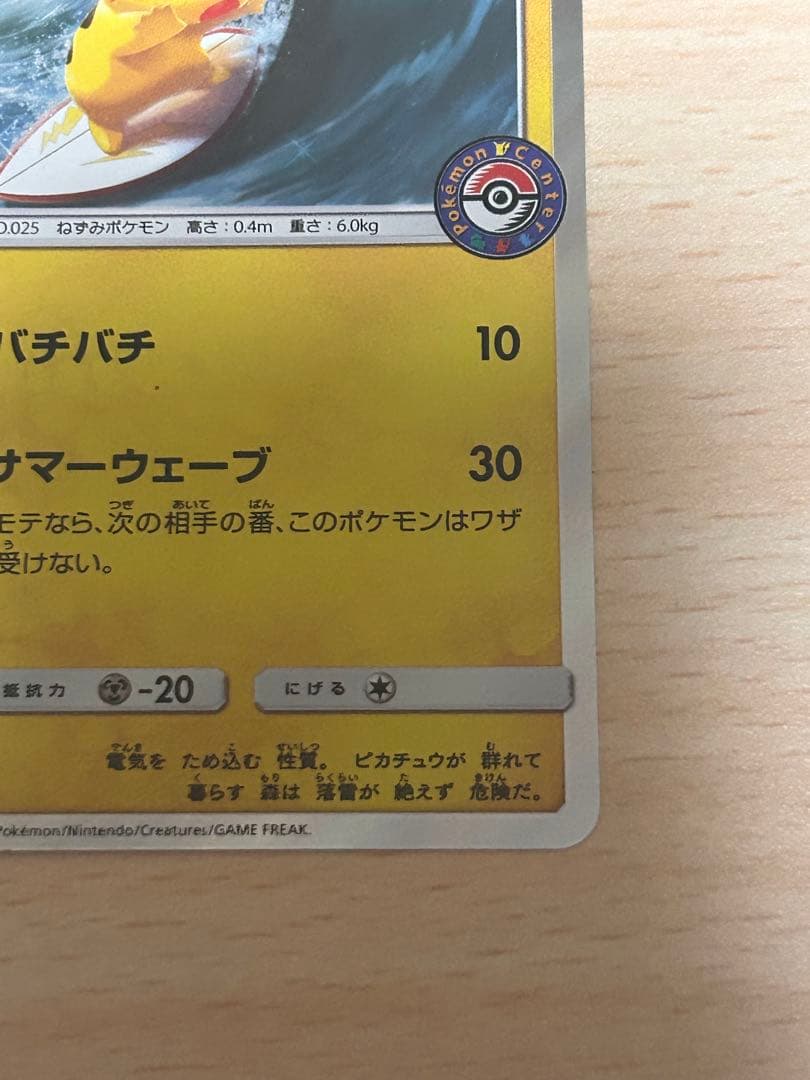 Pokémon Center
O.025 ねずみポケモン 高さ:0.4m 重さ:6.0kg
バチバチ 10
サマーウェーブ 30
モテなら、次の相手の番、このポケモンはワザ
受けない。
抵抗力 -20 にげる
電気を ため込む 性質。 ピカチュウが 群れて
暮らす 森は 落雷が 絶えず 危険だ。
Pokémon/Nintendo/Creatures/GAME FREAK.